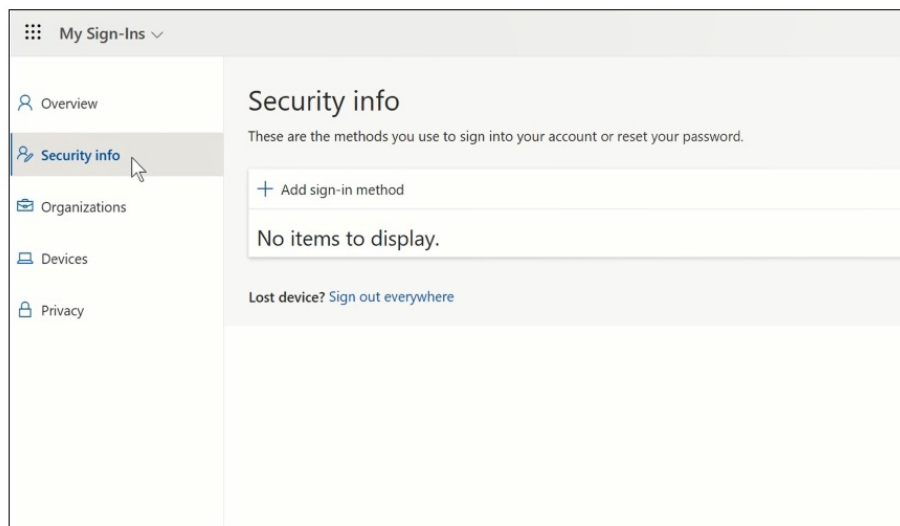 My Sign-Ins
Overview
Security info
Organizations
Devices
Privacy
Security info
These are the methods you use to sign into your account or reset your password.
Add sign-in method
No items to display.
Lost device? Sign out everywhere